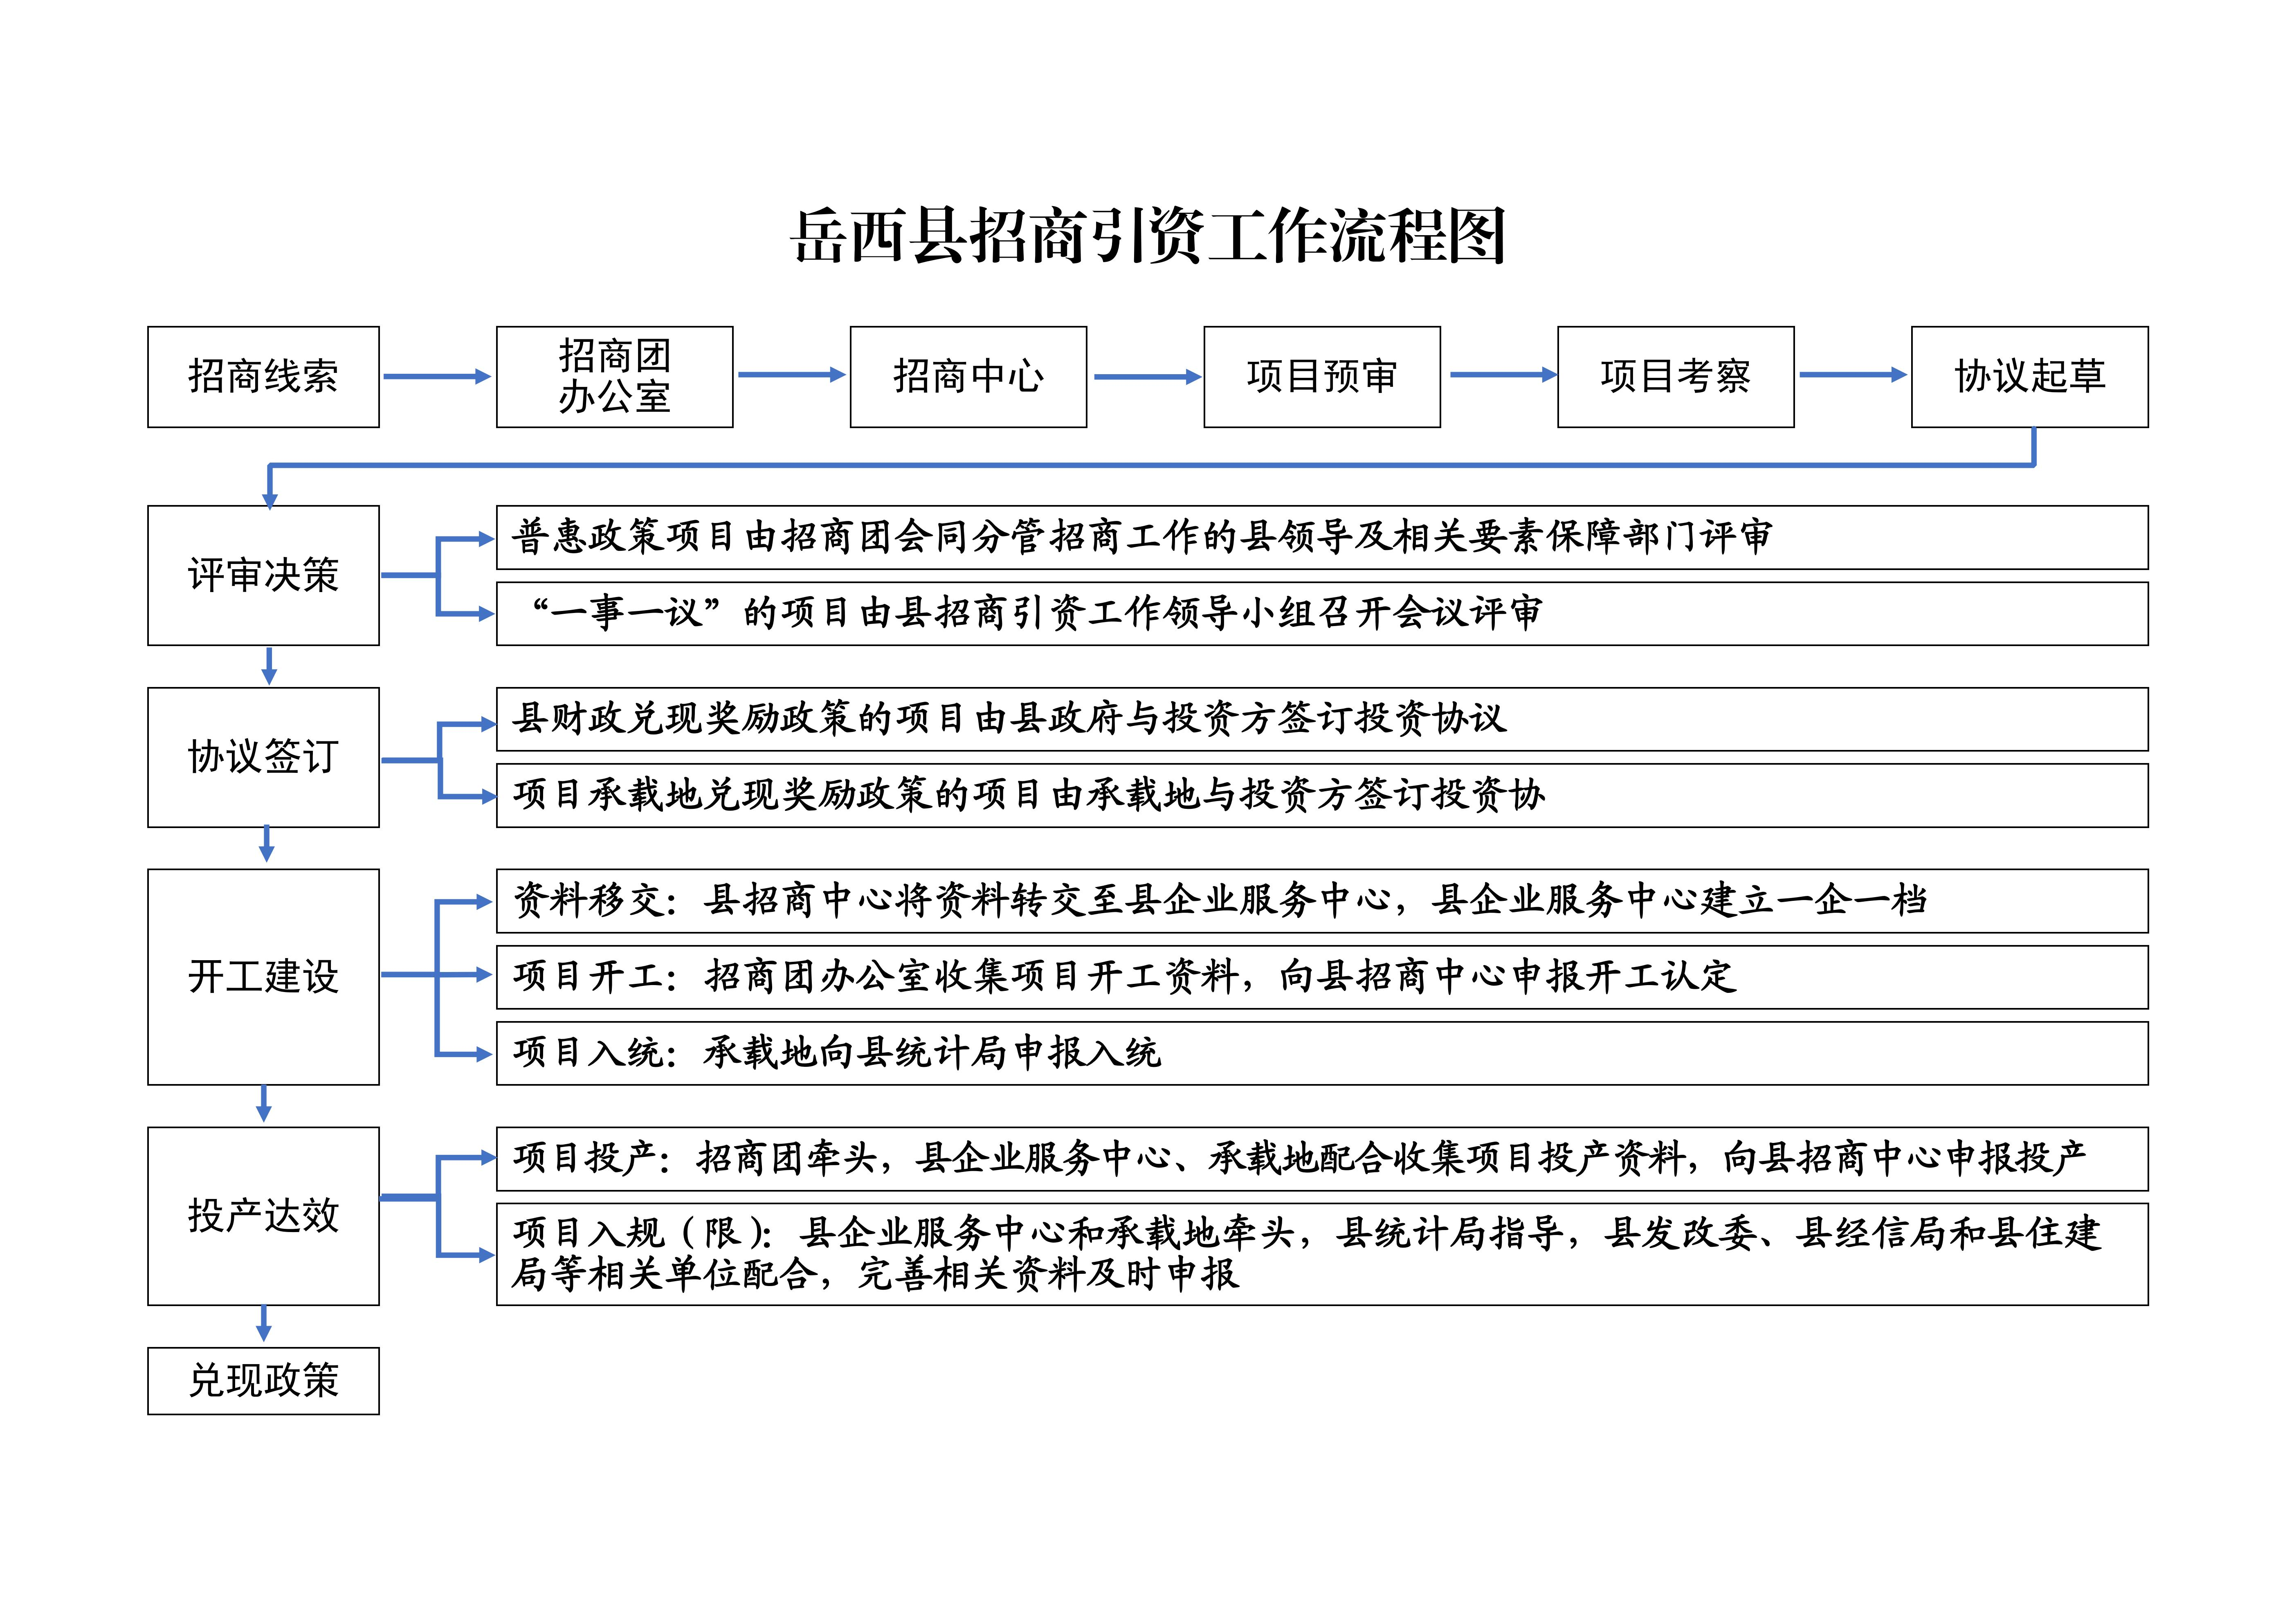 岳西县招商引资工作流程图
招商线索
招商团
办公室
招商中心
项目预审
项目考察
协议起草
评审决策
普惠政策项目由招商团会同分管招商工作的县领导及相关要素保障部门评审
“一事一议”的项目由县招商引资工作领导小组召开会议评审
协议签订
县财政兑现奖励政策的项目由县政府与投资方签订投资协议
项目承载地兑现奖励政策的项目由承载地与投资方签订投资协
开工建设
资料移交：县招商中心将资料转交至县企业服务中心，县企业服务中心建立一企一档
项目开工：招商团办公室收集项目开工资料，向县招商中心申报开工认定
项目入统：承载地向县统计局申报入统
投产达效
项目投产：招商团牵头，县企业服务中心、承载地配合收集项目投产资料，向县招商中心申报投产
项目入规（限）：县企业服务中心和承载地牵头，县统计局指导，县发改委、县经信局和县住建
局等相关单位配合，完善相关资料及时申报
兑现政策